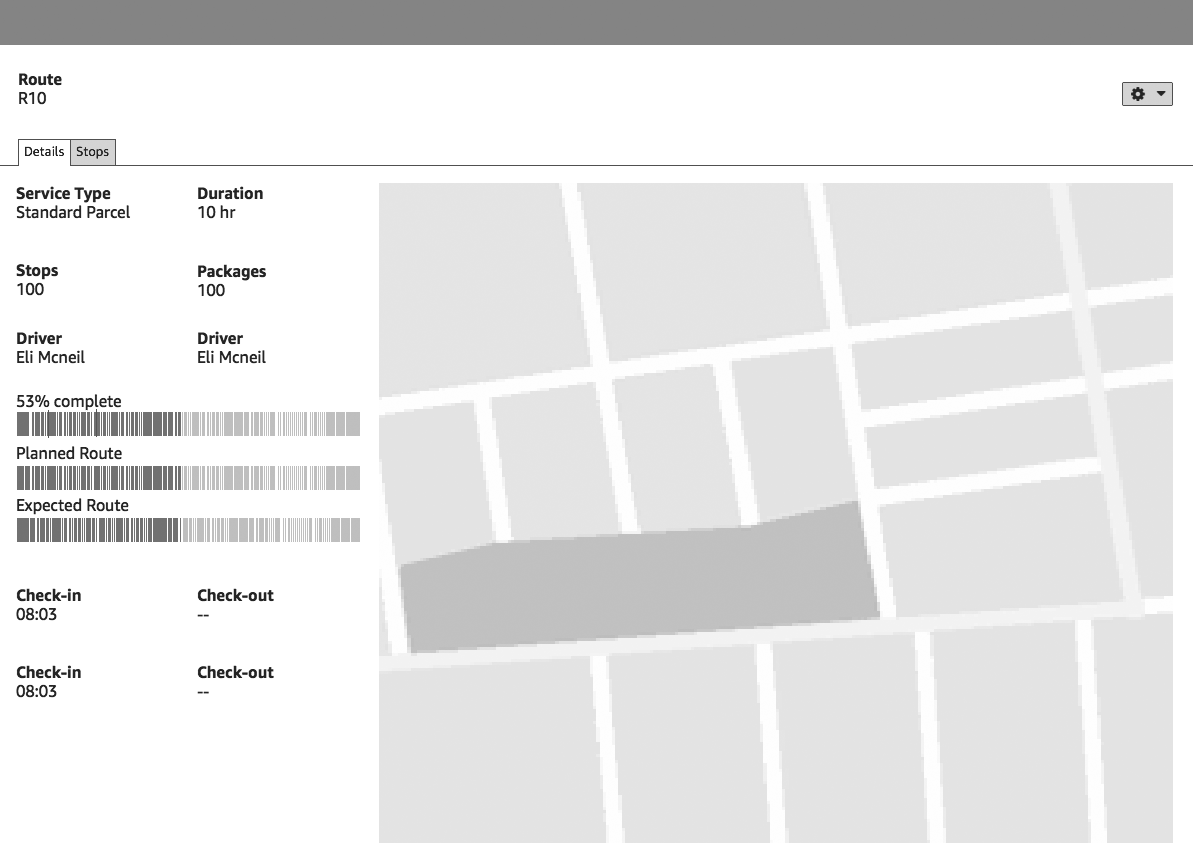 Route
R10
Details Stops
Service Type Duration
Standard Parcel 10 hr
Stops Packages
100 100
Driver Driver
Eli Mcneil Eli Mcneil
53% complete
Planned Route
Expected Route
Check-in Check-out
08:03 --
Check-in Check-out
08:03 --